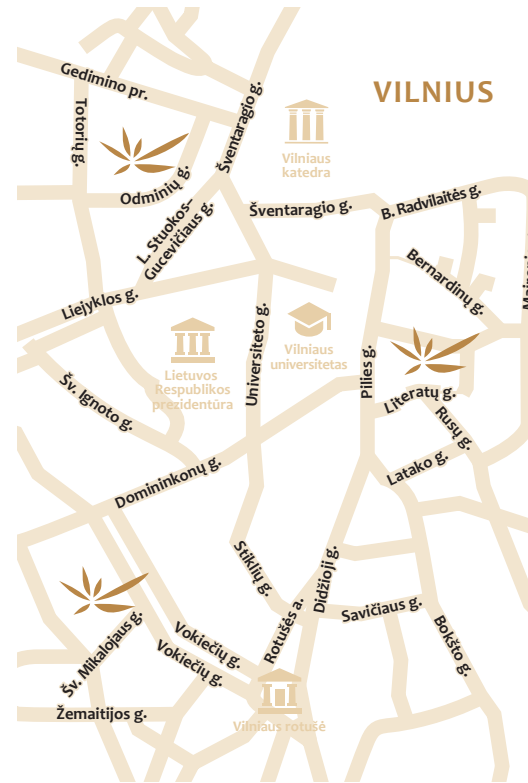 VILNIUS
Gedimino pr.
Totorių g.
Šventaragio g.
Vilniaus
katedra
Odminių g.
L. Stuokos–
Gucevičiaus g.
Šventaragio g.
B. Radvilaitės g.
Bernardinų g.
Liejyklos g.
Universiteto g.
Lietuvos
Respublikos
prezidentūra
Vilniaus
universitetas
Pilies g.
Šv. Ignoto g.
Literatų g.
Rusų g.
Latako g.
Domininkonų g.
Stiklių g.
Didžioji g.
Savičiaus g.
Bokšto g.
Rotušės a.
Šv. Mikalojaus g.
Vokiečių g.
Vokiečių g.
Žemaitijos g.
Vilniaus rotušė